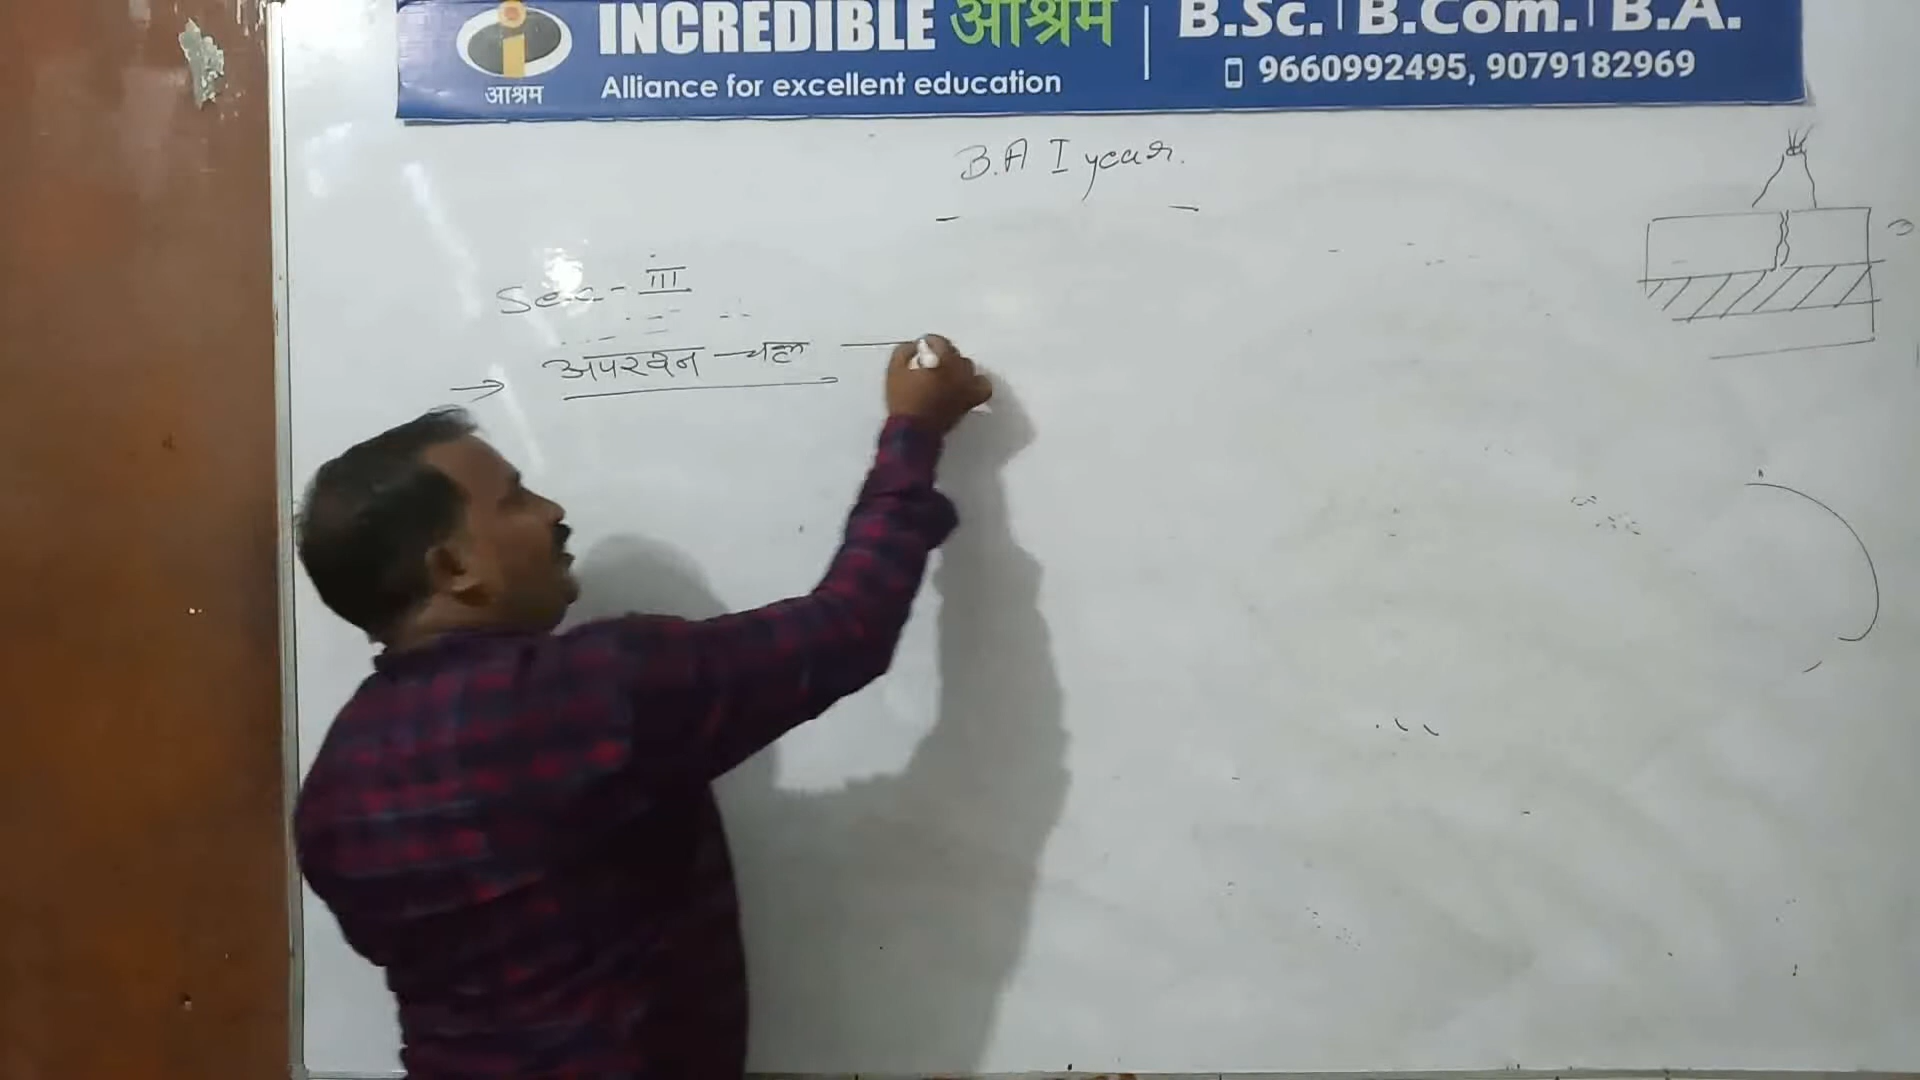 INCREDIBLE आश्रम
Alliance for excellent education
आश्रम
B.Sc. | B.Com. | B.A.
9660992495, 9079182969
B.A I year.
Sec - III
→ अपरदन चक्र